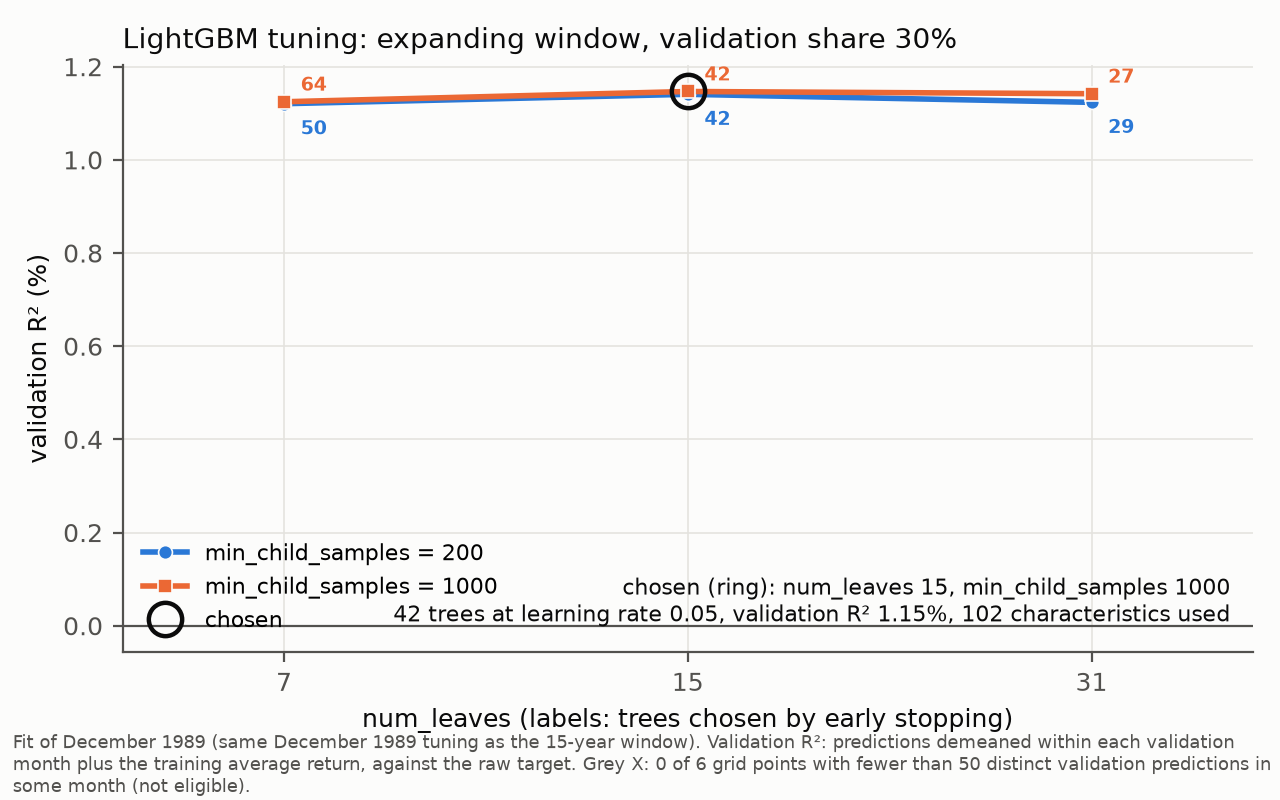 LightGBM tuning: expanding window, validation share 30%
1.2
1.0
0.8
0.6
0.4
0.2
0.0
validation R² (%)
64
50
42
42
27
29
min_child_samples = 200
min_child_samples = 1000
chosen
chosen (ring): num_leaves 15, min_child_samples 1000
42 trees at learning rate 0.05, validation R² 1.15%, 102 characteristics used
7
15
31
num_leaves (labels: trees chosen by early stopping)
Fit of December 1989 (same December 1989 tuning as the 15-year window). Validation R²: predictions demeaned within each validation
month plus the training average return, against the raw target. Grey X: 0 of 6 grid points with fewer than 50 distinct validation predictions in
some month (not eligible).